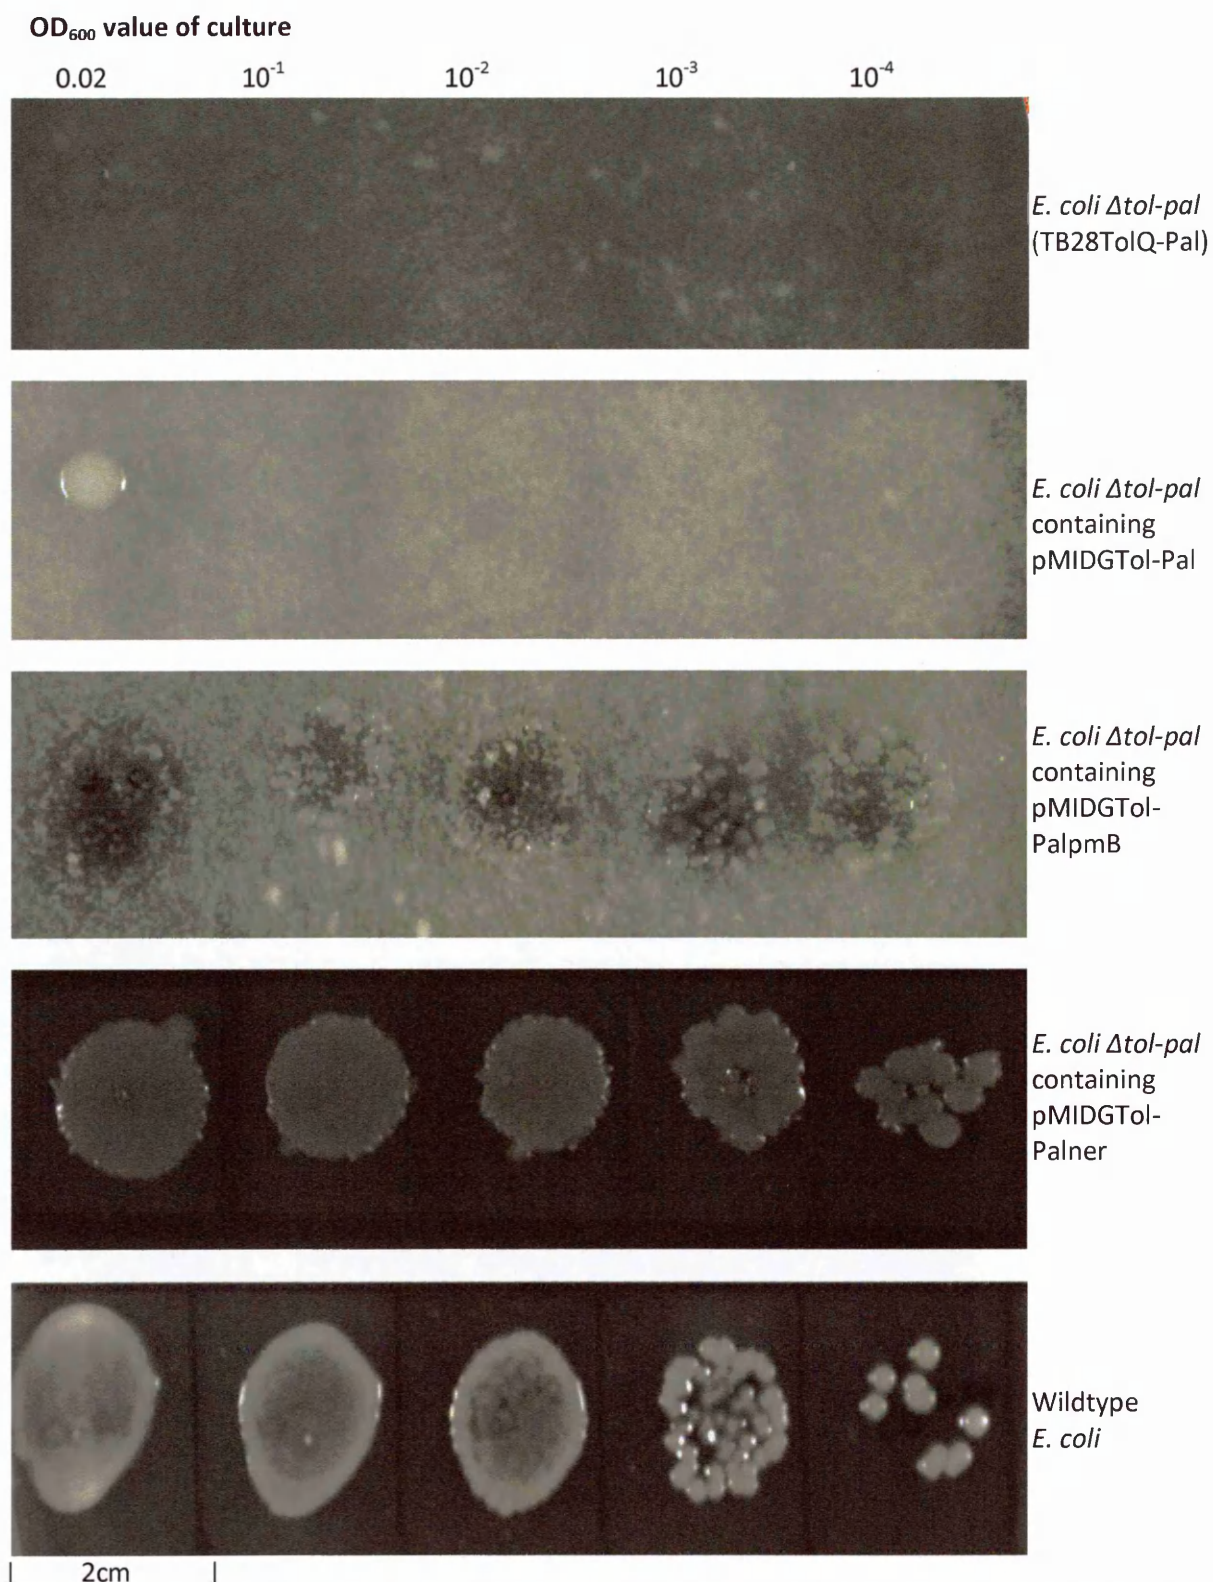 OD₆₀₀ value of culture
0.02 10⁻¹ 10⁻² 10⁻³ 10⁻⁴
E. coli Δtol-pal
(TB28TolQ-Pal)
E. coli Δtol-pal
containing
pMIDGTol-Pal
E. coli Δtol-pal
containing
pMIDGTol-
PalpmB
E. coli Δtol-pal
containing
pMIDGTol-
Palner
Wildtype
E. coli
2cm